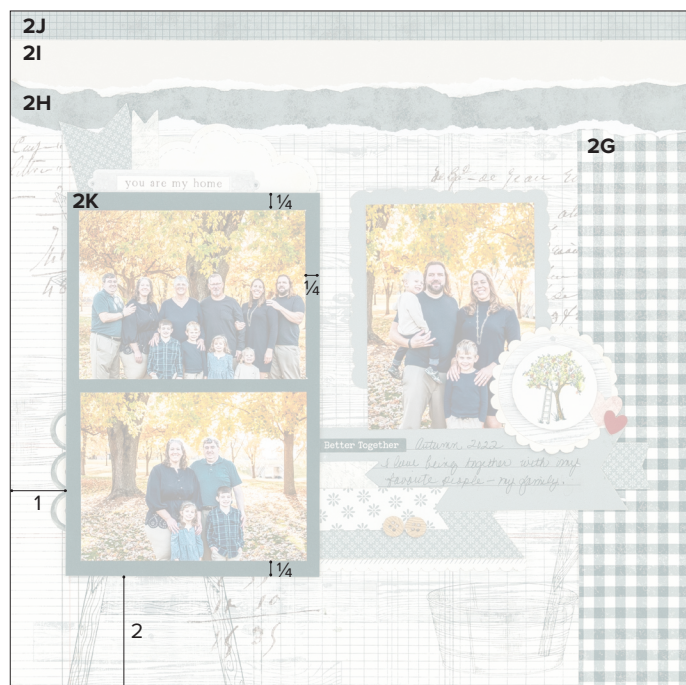 2J
2I
2H
2G
you are my home
2K
1/4
1/4
Better Together
Autumn 2022
I love being together with my
favorite people - my family.
1
1/4
2